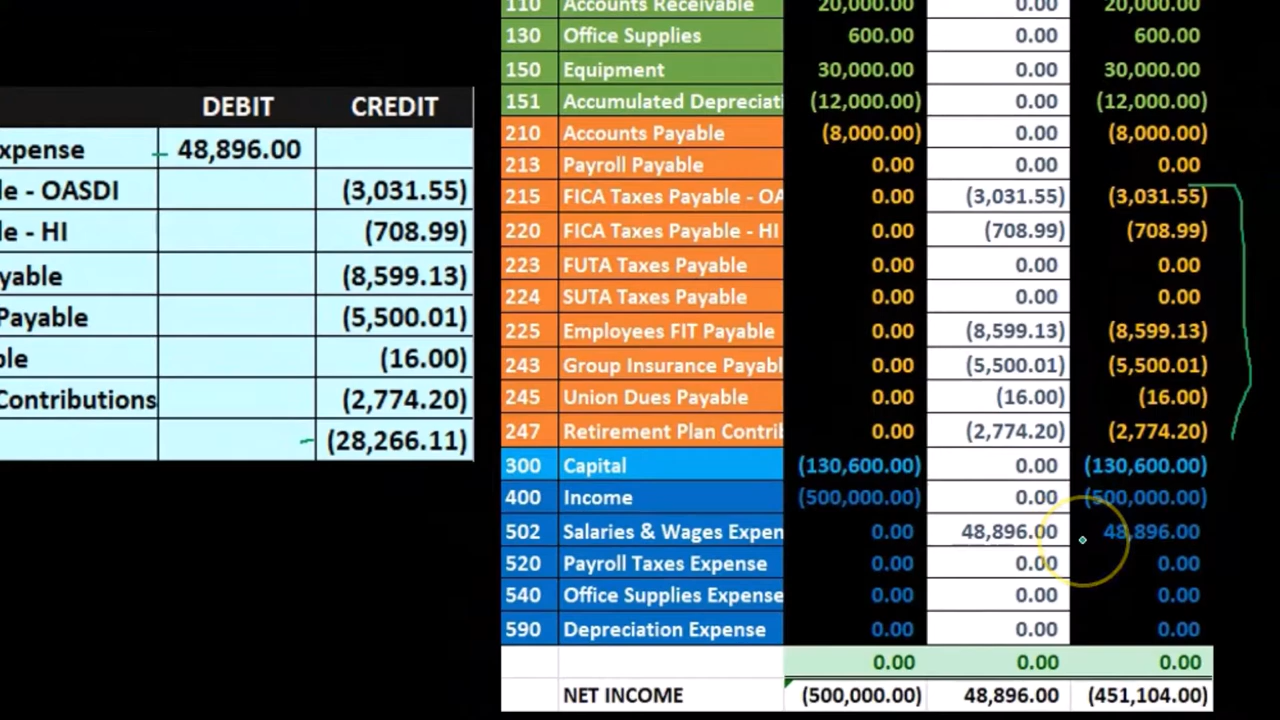 DEBIT CREDIT
xpense 48,896.00
le - OASDI (3,031.55)
e - HI (708.99)
yable (8,599.13)
Payable (5,500.01)
ble (16.00)
Contributions (2,774.20)
(28,266.11)
110 Accounts Receivable 20,000.00 0.00 20,000.00
130 Office Supplies 600.00 0.00 600.00
150 Equipment 30,000.00 0.00 30,000.00
151 Accumulated Depreciati (12,000.00) 0.00 (12,000.00)
210 Accounts Payable (8,000.00) 0.00 (8,000.00)
213 Payroll Payable 0.00 0.00 0.00
215 FICA Taxes Payable - OA 0.00 (3,031.55) (3,031.55)
220 FICA Taxes Payable - HI 0.00 (708.99) (708.99)
223 FUTA Taxes Payable 0.00 0.00 0.00
224 SUTA Taxes Payable 0.00 0.00 0.00
225 Employees FIT Payable 0.00 (8,599.13) (8,599.13)
243 Group Insurance Payabl 0.00 (5,500.01) (5,500.01)
245 Union Dues Payable 0.00 (16.00) (16.00)
247 Retirement Plan Contrib 0.00 (2,774.20) (2,774.20)
300 Capital (130,600.00) 0.00 (130,600.00)
400 Income (500,000.00) 0.00 (500,000.00)
502 Salaries & Wages Expen 0.00 48,896.00 48,896.00
520 Payroll Taxes Expense 0.00 0.00 0.00
540 Office Supplies Expense 0.00 0.00 0.00
590 Depreciation Expense 0.00 0.00 0.00
0.00 0.00 0.00
NET INCOME (500,000.00) 48,896.00 (451,104.00)